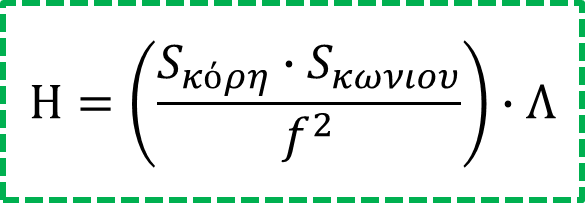 Η = (S_κόρη · S_κωνιου / f²) · Λ